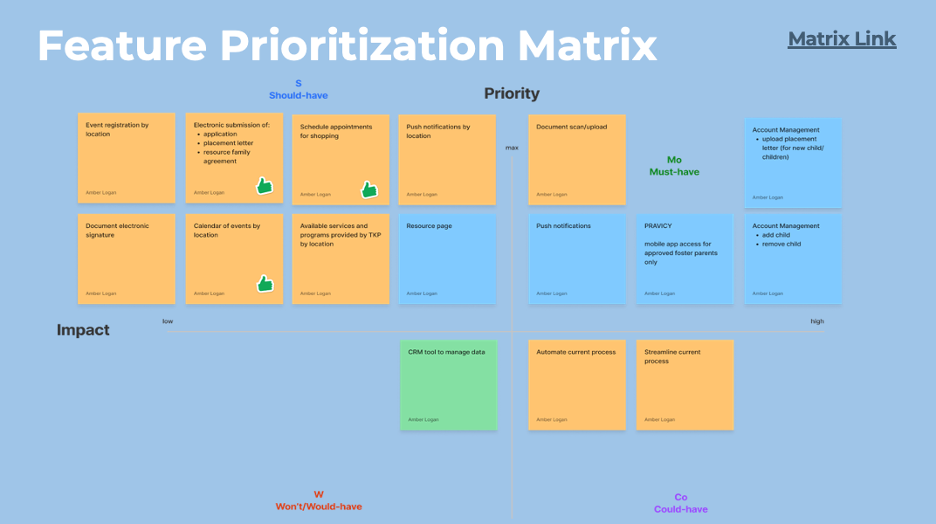 Feature Prioritization Matrix
Matrix Link
S
Should-have
Priority
Event registration by
location
Amber Logan
Electronic submission of:
• application
• placement letter
• resource family
agreement
Amber Logan
Schedule appointments
for shopping
Amber Logan
Push notifications by
location
Amber Logan
max
Document scan/upload
Amber Logan
Mo
Must-have
Account Management
• upload placement
letter (for new child/
children)
Amber Logan
Document electronic
signature
Amber Logan
Calendar of events by
location
Amber Logan
Available services and
programs provided by TKP
by location
Amber Logan
Resource page
Amber Logan
Push notifications
Amber Logan
PRAVICY
mobile app access for
approved foster parents
only
Amber Logan
Account Management
• add child
• remove child
Amber Logan
Impact
low
high
CRM tool to manage data
Amber Logan
Automate current process
Amber Logan
Streamline current
process
Amber Logan
W
Won't/Would-have
Co
Could-have